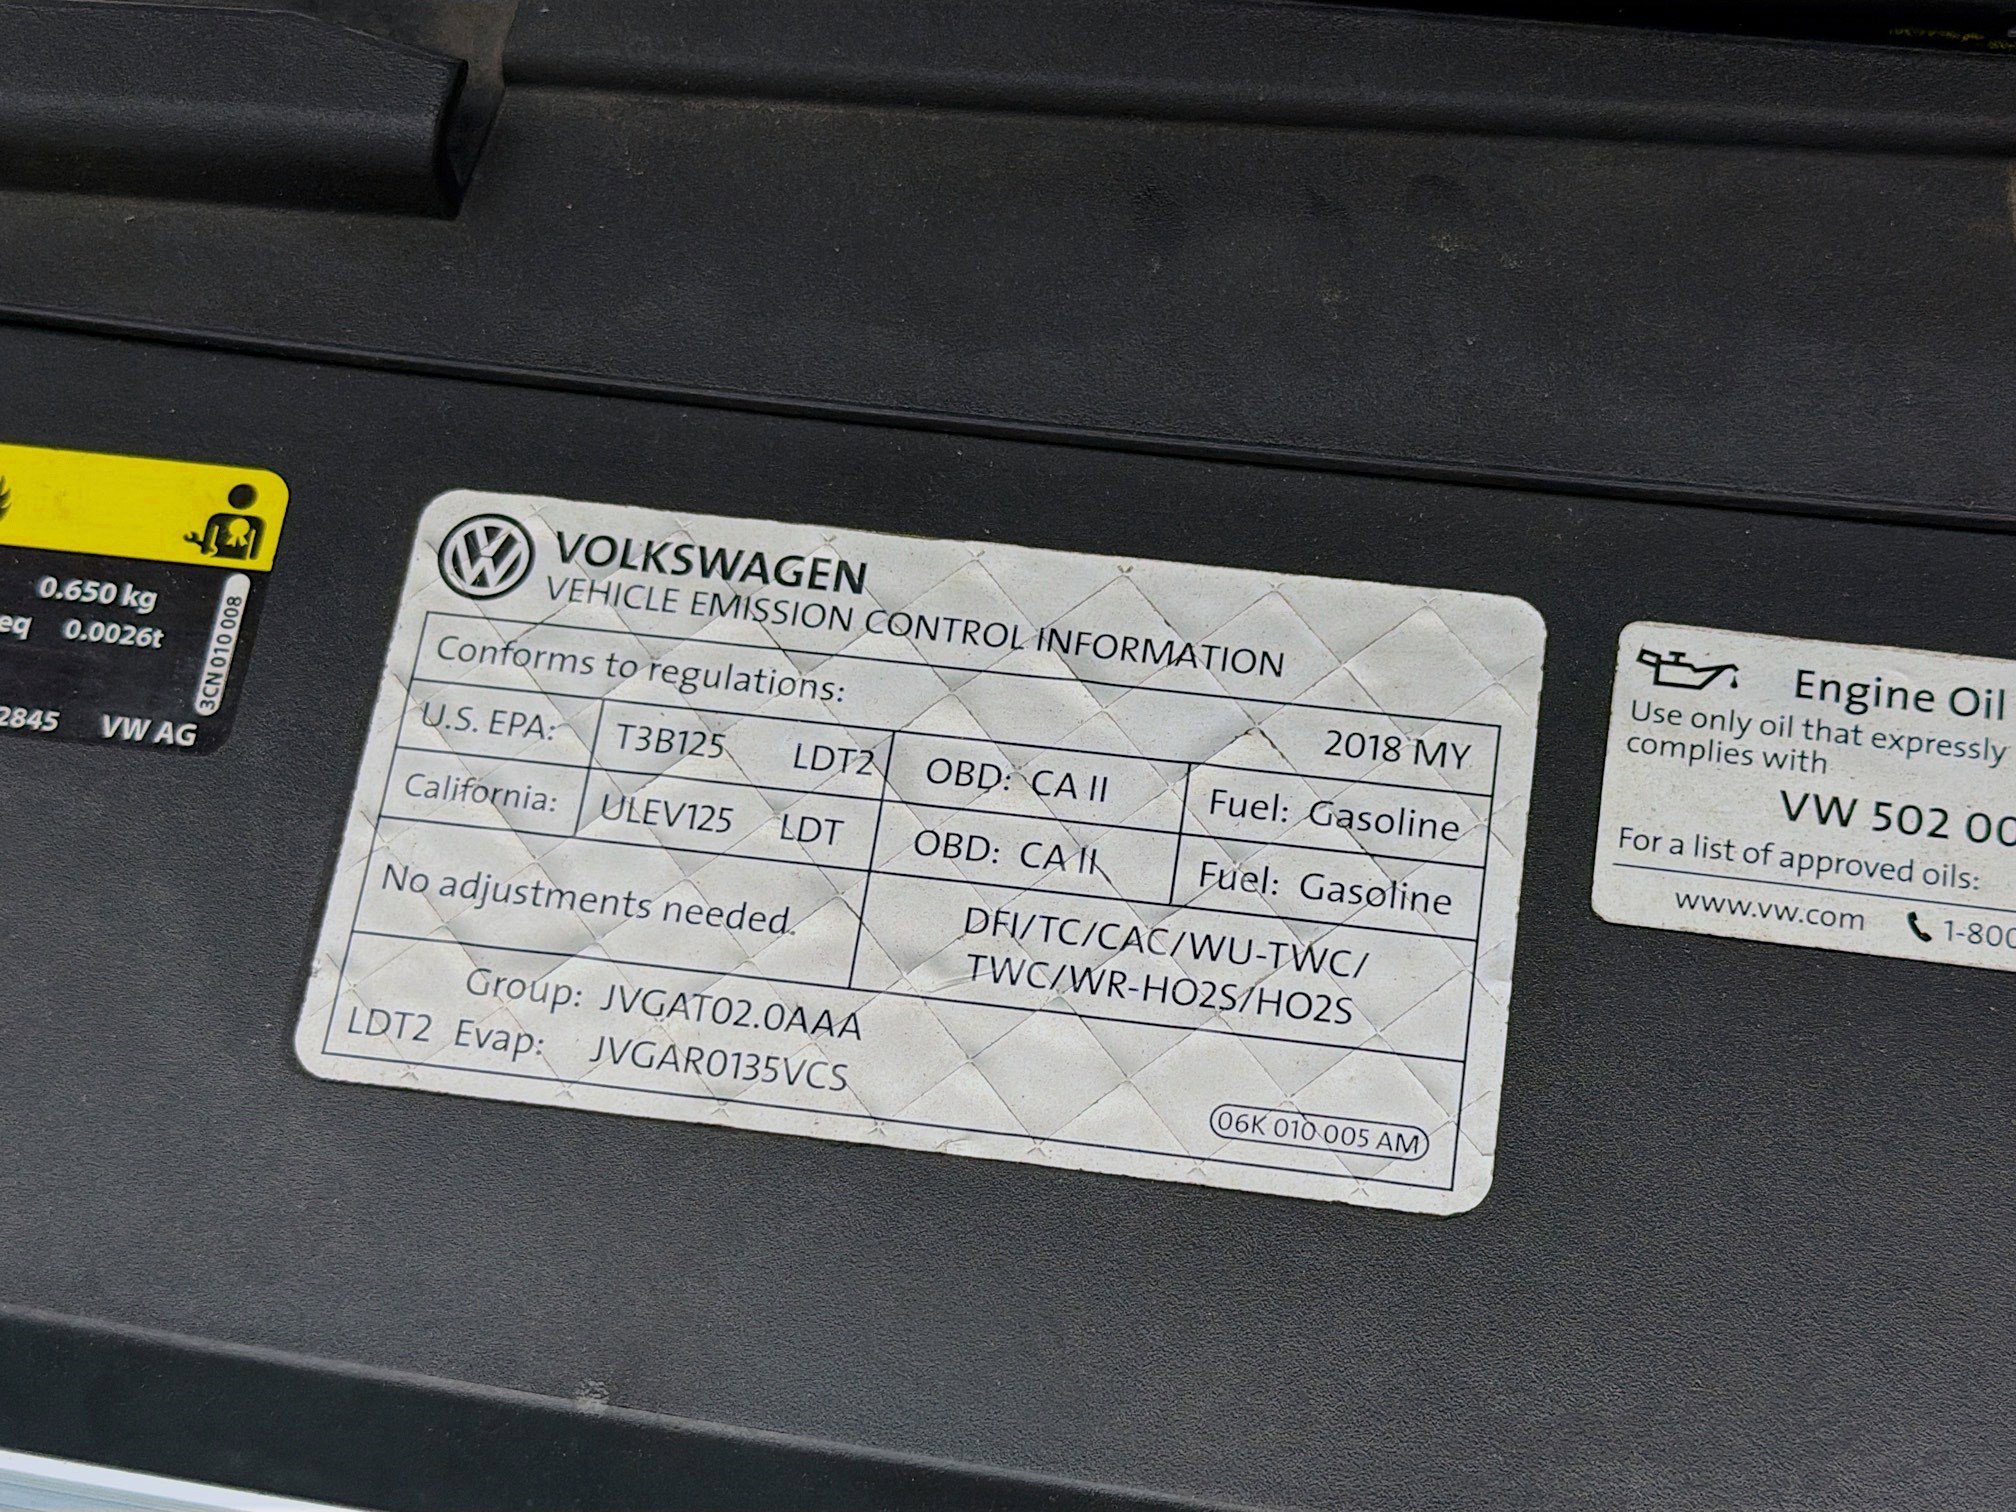 0.650 kg
eq 0.0026t
2845 VW AG
3CN 010 008
VOLKSWAGEN
VEHICLE EMISSION CONTROL INFORMATION
Conforms to regulations: 2018 MY
U.S. EPA: T3B125 LDT2 OBD: CA II Fuel: Gasoline
California: ULEV125 LDT OBD: CA II Fuel: Gasoline
No adjustments needed.
DFI/TC/CAC/WU-TWC/
TWC/WR-HO2S/HO2S
Group: JVGAT02.0AAA
LDT2 Evap: JVGAR0135VCS
06K 010 005 AM
Engine Oil
Use only oil that expressly
complies with
VW 502 00
For a list of approved oils:
www.vw.com 1-800